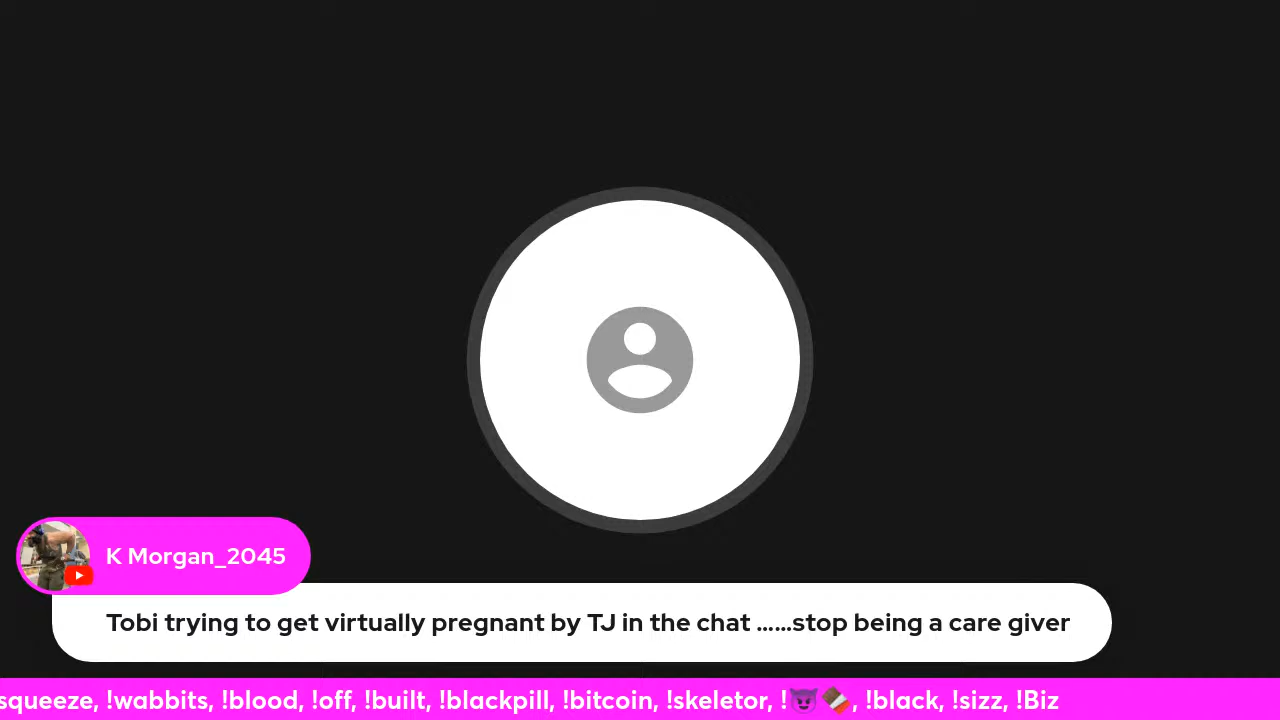 K Morgan_2045
Tobi trying to get virtually pregnant by TJ in the chat ......stop being a care giver
squeeze, !wabbits, !blood, !off, !built, !blackpill, !bitcoin, !skeletor, !😈🍫, !black, !sizz, !Biz